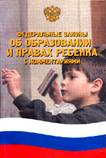 ФЕДЕРАЛЬНЫЕ ЗАКОНЫ
ОБ ОБРАЗОВАНИИ
И ПРАВАХ РЕБЕНКА
С КОММЕНТАРИЯМИ